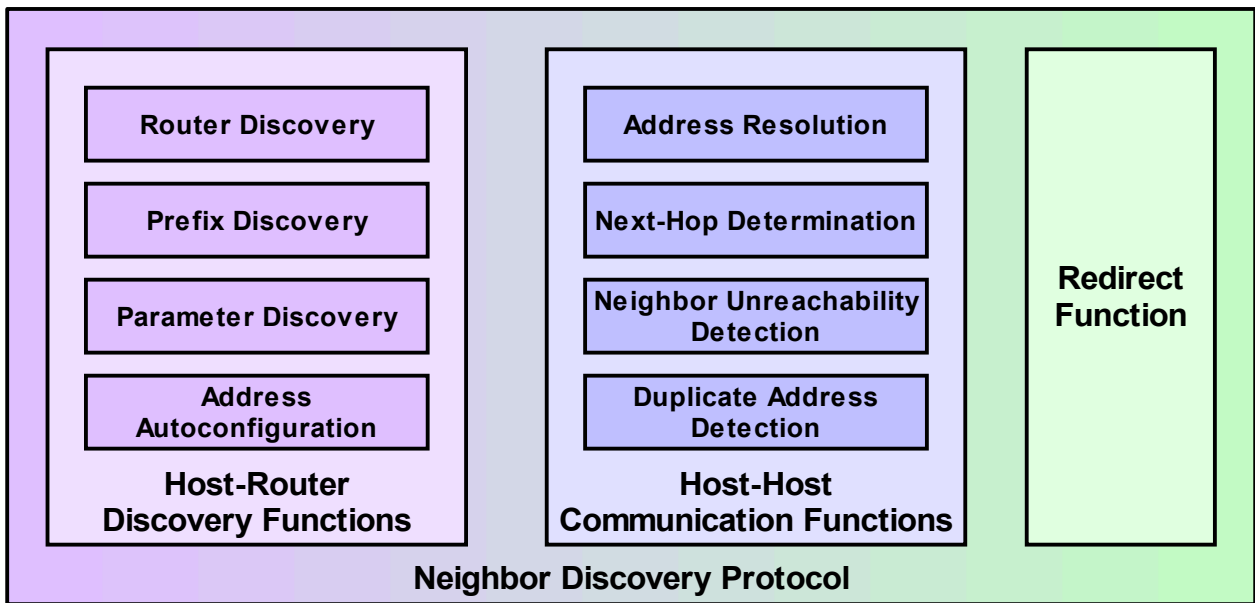 Router Discovery
Prefix Discovery
Parameter Discovery
Address
Autoconfiguration
Host-Router
Discovery Functions
Address Resolution
Next-Hop Determination
Neighbor Unreachability
Detection
Duplicate Address
Detection
Host-Host
Communication Functions
Redirect
Function
Neighbor Discovery Protocol